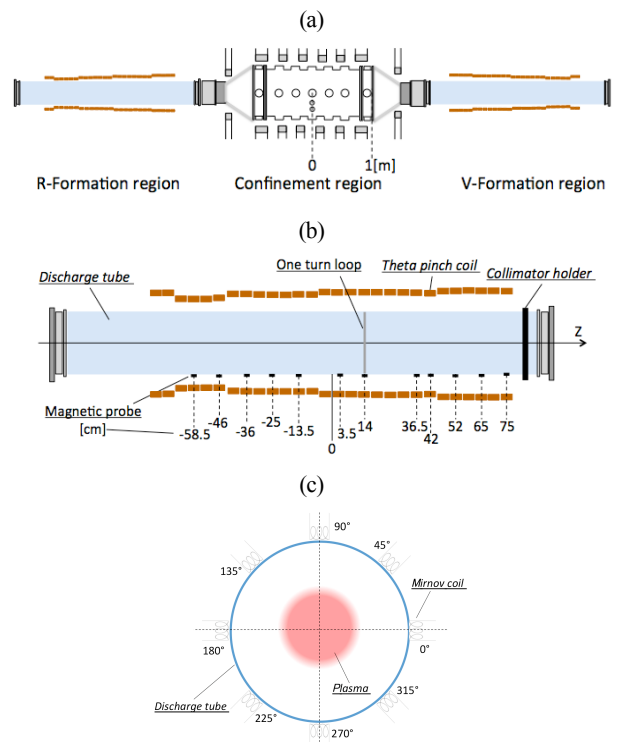 (a)
0
1[m]
R-Formation region
Confinement region
V-Formation region
(b)
One turn loop
Theta pinch coil
Discharge tube
Collimator holder
Z
Magnetic probe
[cm]
-58.5
-46
-36
-25
-13.5
0
3.5
14
36.5
42
52
65
75
(c)
90°
45°
135°
Mirnov coil
180°
0°
Plasma
315°
Discharge tube
225°
270°